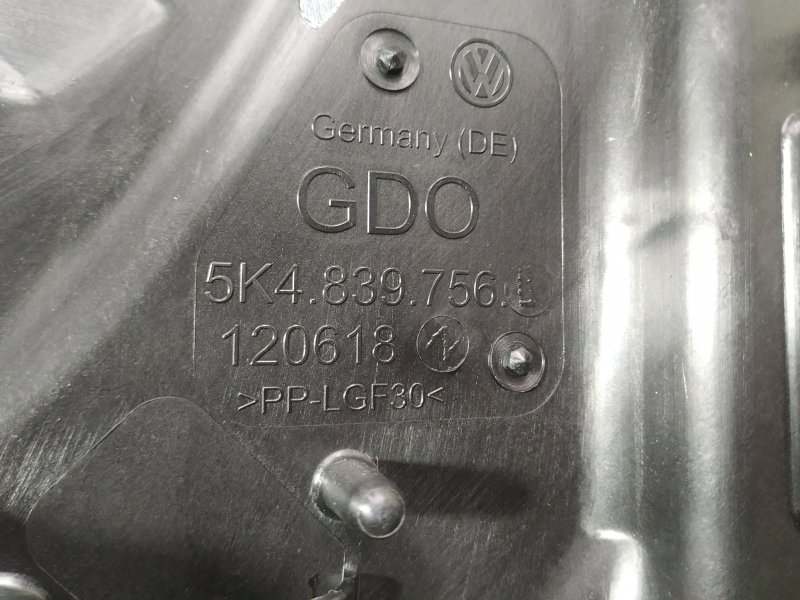 Germany (DE)
GDO
5K4.839.756.
120618
>PP-LGF30<